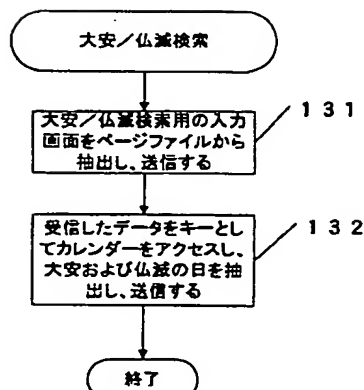 大安／仏滅検索
大安／仏滅検索用の入力
画面をページファイルから
抽出し、送信する
131
受信したデータをキーとし
てカレンダーをアクセスし、
大安および仏滅の日を抽
出し、送信する
132
終了